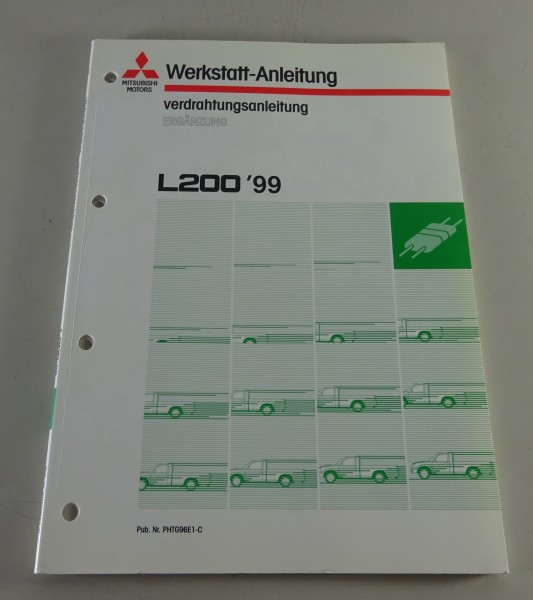 MITSUBISHI
MOTORS
Werkstatt-Anleitung
verdrahtungsanleitung
ERGÄNZUNG
L200 '99
Pub. Nr. PHTG96E1-C